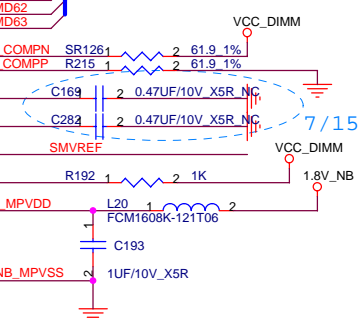 MD62
MD63
VCC_DIMM
COMPN SR126 1 2 61.9_1%
COMPP R215 1 2 61.9_1%
C169 1 2 0.47UF/10V_X5R_NC
C282 1 2 0.47UF/10V_X5R_NC
7/15
SMVREF
VCC_DIMM
R192 1 2 1K
1.8V_NB
_MPVDD L20 1 2
FCM1608K-121T06
1
C193
NB_MPVSS 2 1UF/10V_X5R